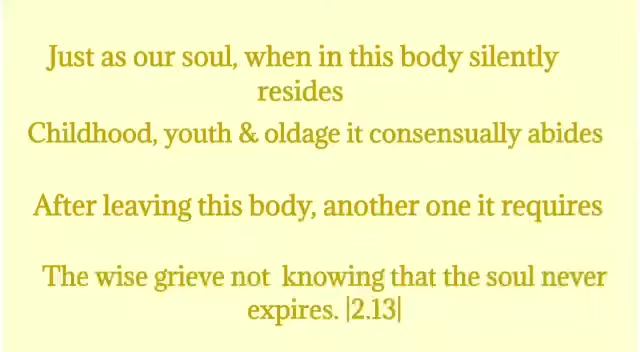 Just as our soul, when in this body silently
resides
Childhood, youth & oldage it consensually abides
After leaving this body, another one it requires
The wise grieve not knowing that the soul never
expires. |2.13|